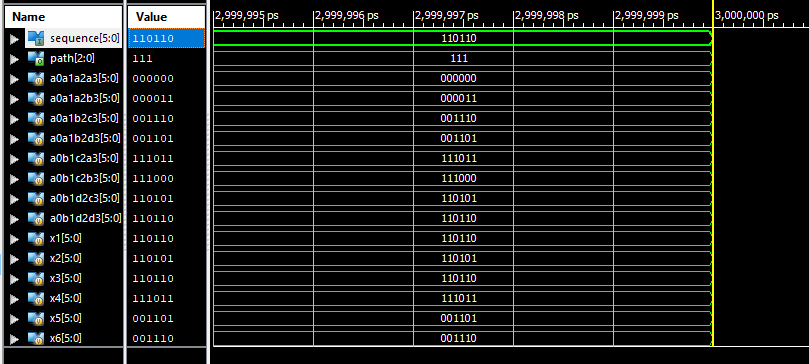 Name Value 2,999,995 ps 2,999,996 ps 2,999,997 ps 2,999,998 ps 2,999,999 ps 3,000,000 ps
sequence[5:0] 110110 110110
path[2:0] 111 111
a0a1a2a3[5:0] 000000 000000
a0a1a2b3[5:0] 000011 000011
a0a1b2c3[5:0] 001110 001110
a0a1b2d3[5:0] 001101 001101
a0b1c2a3[5:0] 111011 111011
a0b1c2b3[5:0] 111000 111000
a0b1d2c3[5:0] 110101 110101
a0b1d2d3[5:0] 110110 110110
x1[5:0] 110110 110110
x2[5:0] 110101 110101
x3[5:0] 110110 110110
x4[5:0] 111011 111011
x5[5:0] 001101 001101
x6[5:0] 001110 001110